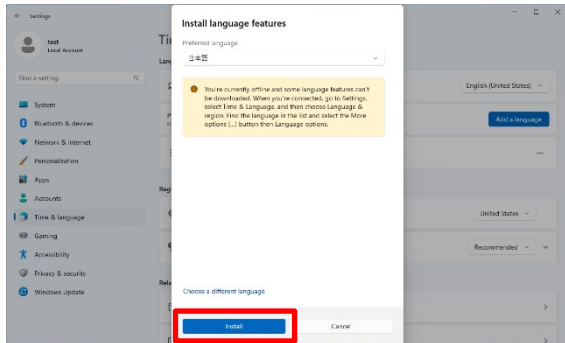 Settings
test
Local Account
Find a setting
System
Bluetooth & devices
Network & internet
Personalization
Apps
Accounts
Time & language
Gaming
Accessibility
Privacy & security
Windows Update
Install language features
Preferred language
日本語
You're currently offline and some language features can't
be downloaded. When you're connected, go to Settings,
select Time & Language, and then choose Language &
region. Find the language in the list and select the More
options (...) button then Language options.
Choose a different language
Install
Cancel
English (United States)
Add a language
United States
Recommended